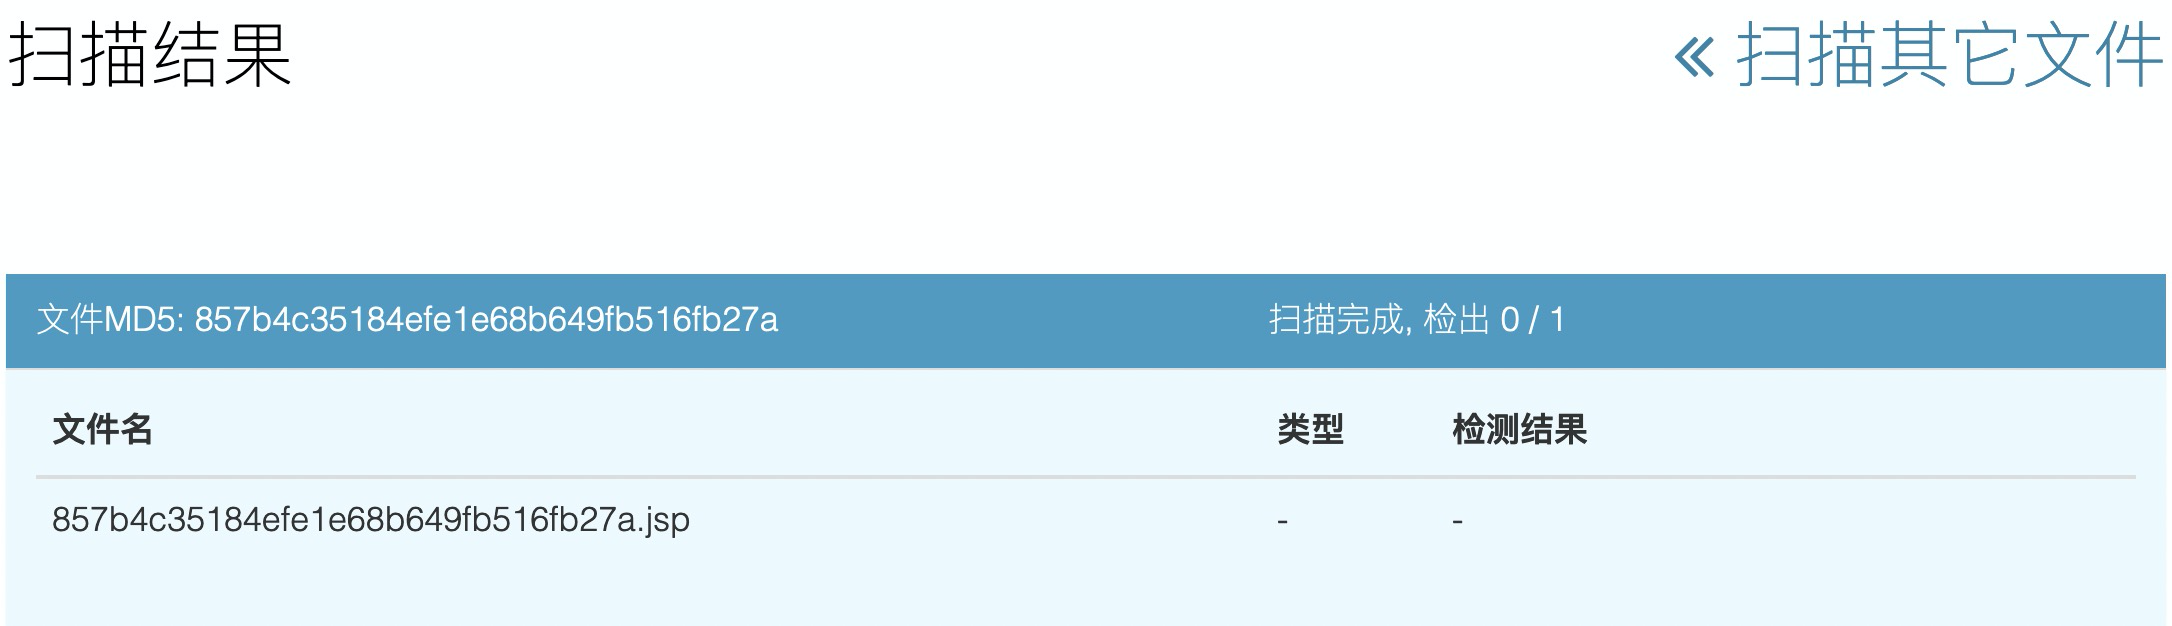 扫描结果
« 扫描其它文件
文件MD5: 857b4c35184efe1e68b649fb516fb27a
扫描完成, 检出 0 / 1
文件名 类型 检测结果
857b4c35184efe1e68b649fb516fb27a.jsp - -